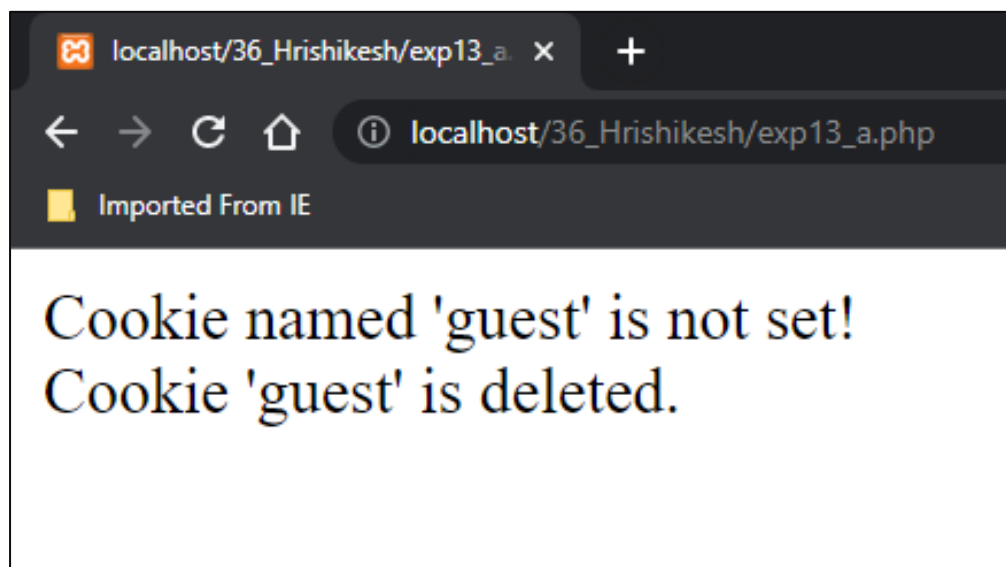 localhost/36_Hrishikesh/exp13_a.
localhost/36_Hrishikesh/exp13_a.php
Imported From IE
Cookie named 'guest' is not set!
Cookie 'guest' is deleted.